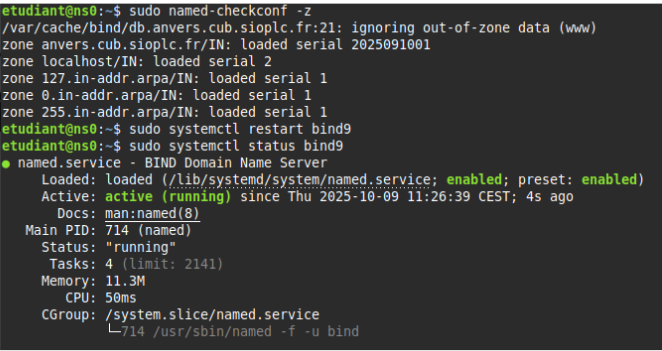 etudiant@ns0:~$ sudo named-checkconf -z
/var/cache/bind/db.anvers.cub.sioplc.fr:21: ignoring out-of-zone data (www)
zone anvers.cub.sioplc.fr/IN: loaded serial 2025091001
zone localhost/IN: loaded serial 2
zone 127.in-addr.arpa/IN: loaded serial 1
zone 0.in-addr.arpa/IN: loaded serial 1
zone 255.in-addr.arpa/IN: loaded serial 1
etudiant@ns0:~$ sudo systemctl restart bind9
etudiant@ns0:~$ sudo systemctl status bind9
● named.service - BIND Domain Name Server
Loaded: loaded (/lib/systemd/system/named.service; enabled; preset: enabled)
Active: active (running) since Thu 2025-10-09 11:26:39 CEST; 4s ago
Docs: man:named(8)
Main PID: 714 (named)
Status: "running"
Tasks: 4 (limit: 2141)
Memory: 11.3M
CPU: 50ms
CGroup: /system.slice/named.service
└─714 /usr/sbin/named -f -u bind